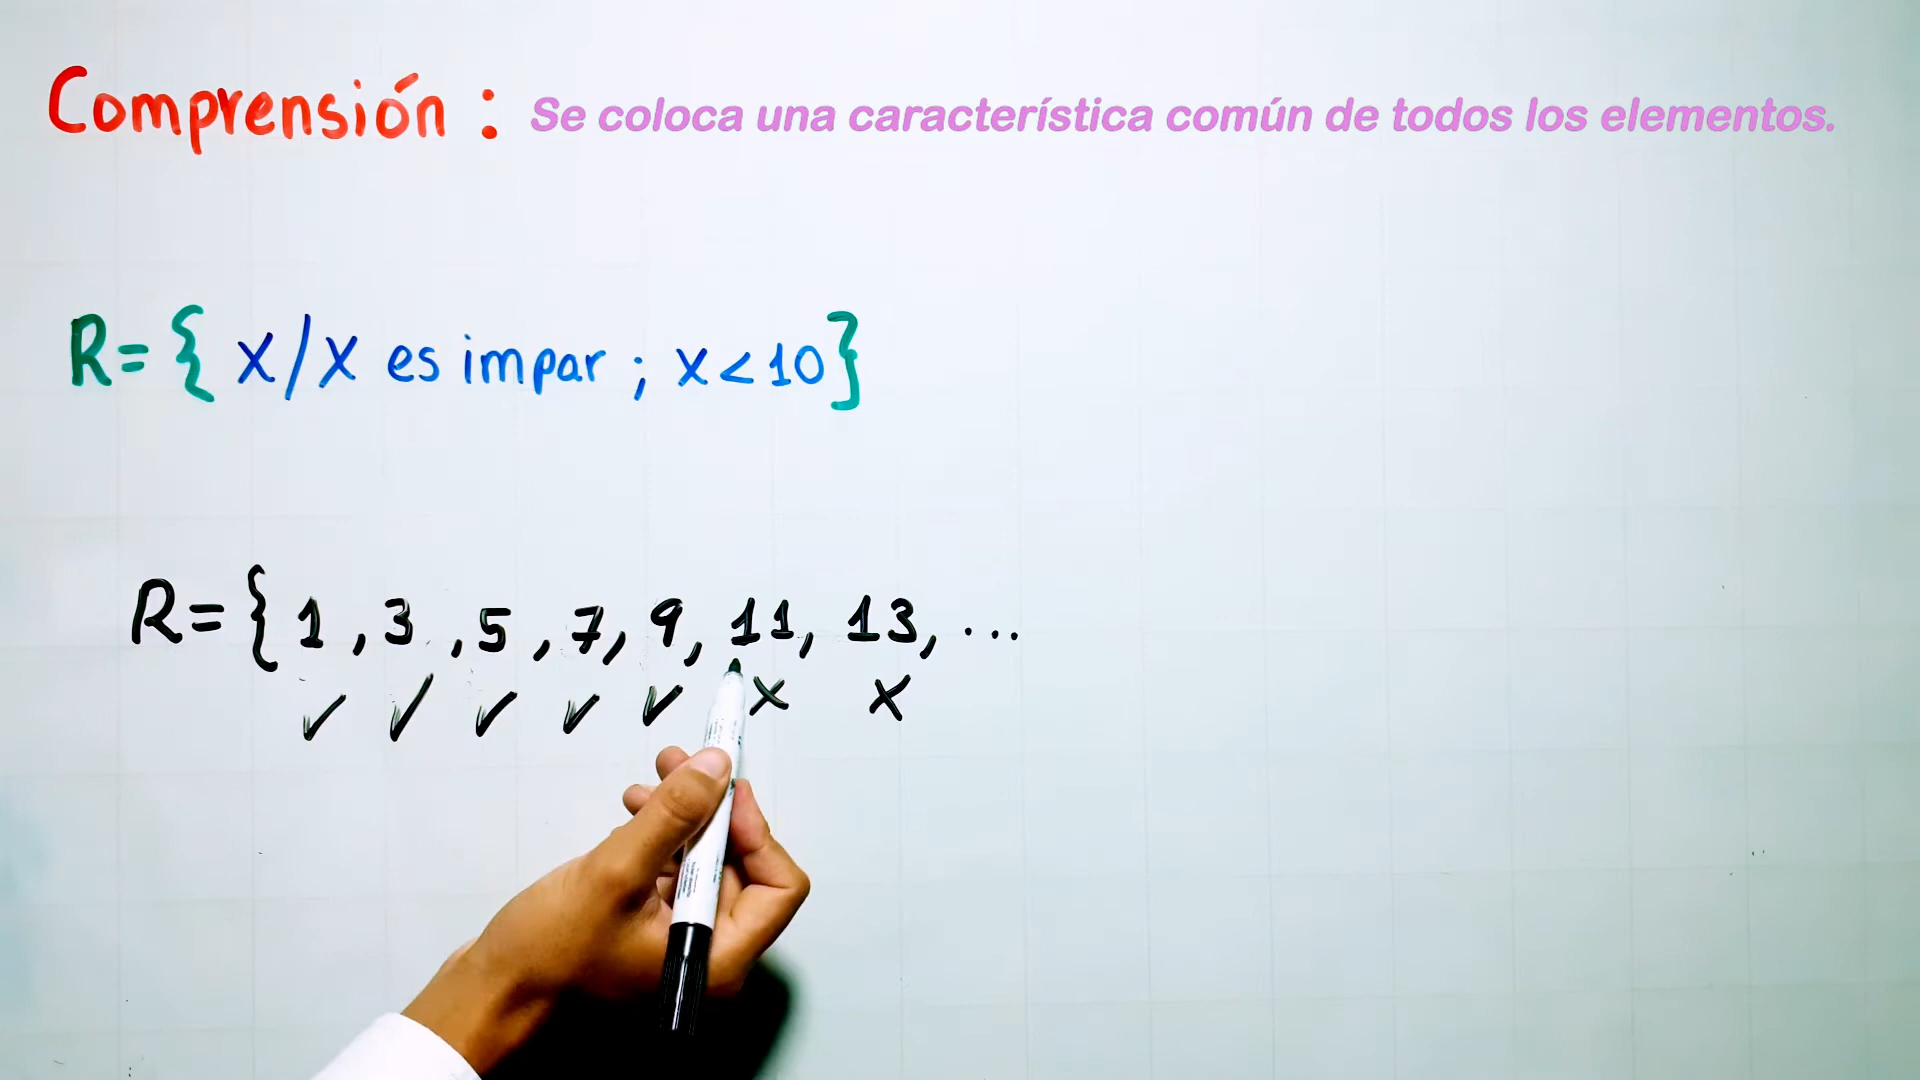 Comprensión : Se coloca una característica común de todos los elementos.
R={ x/x es impar ; x<10}
R={ 1 , 3 , 5 , 7, 9, 11, 13, ...
✓ ✓ ✓ ✓ ✓ x x